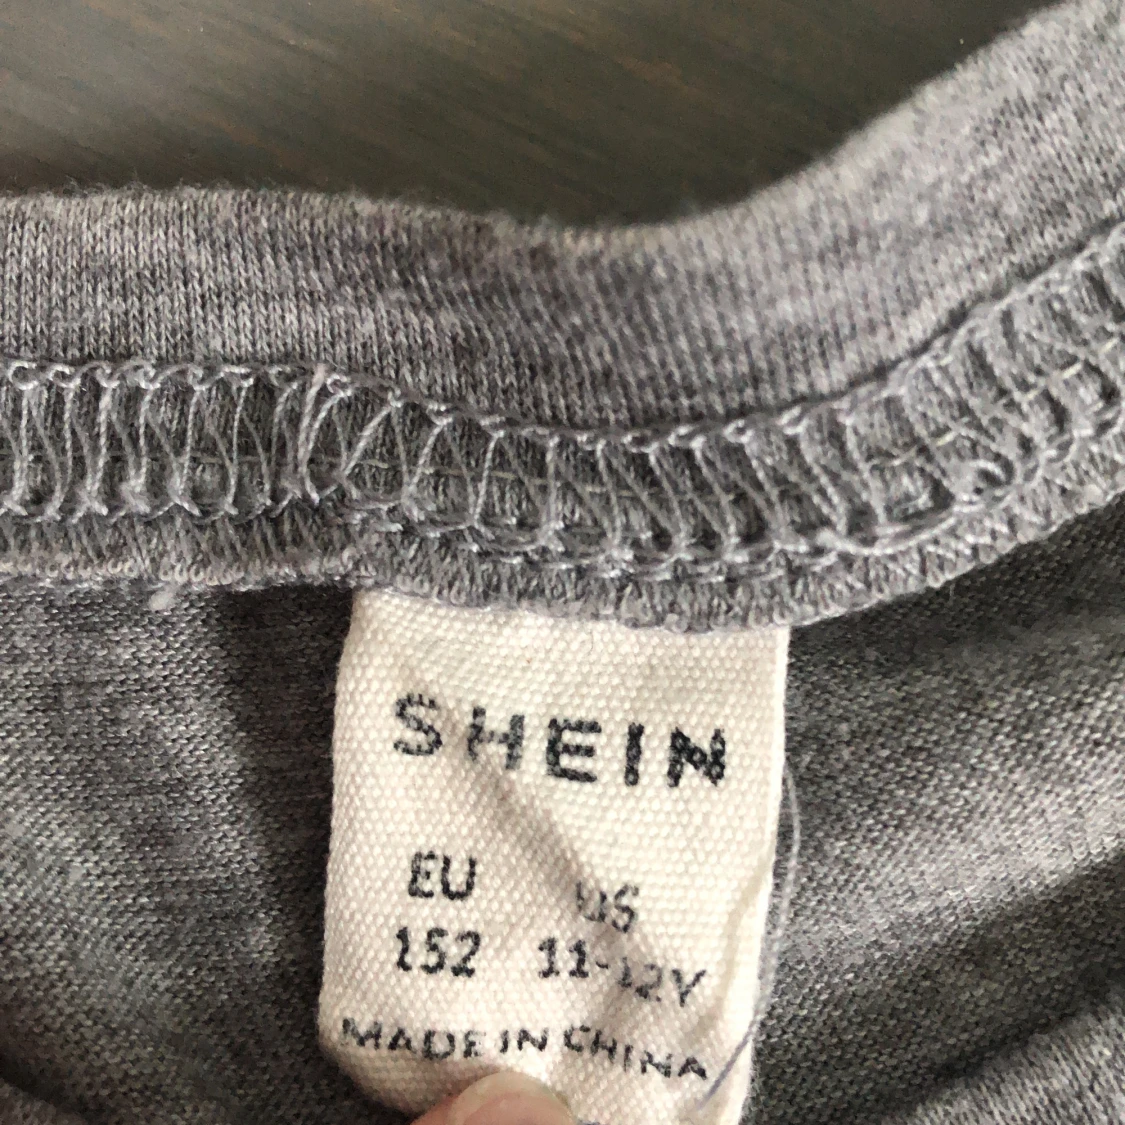 SHEIN
EU US
152 11-12Y
MADE IN CHINA